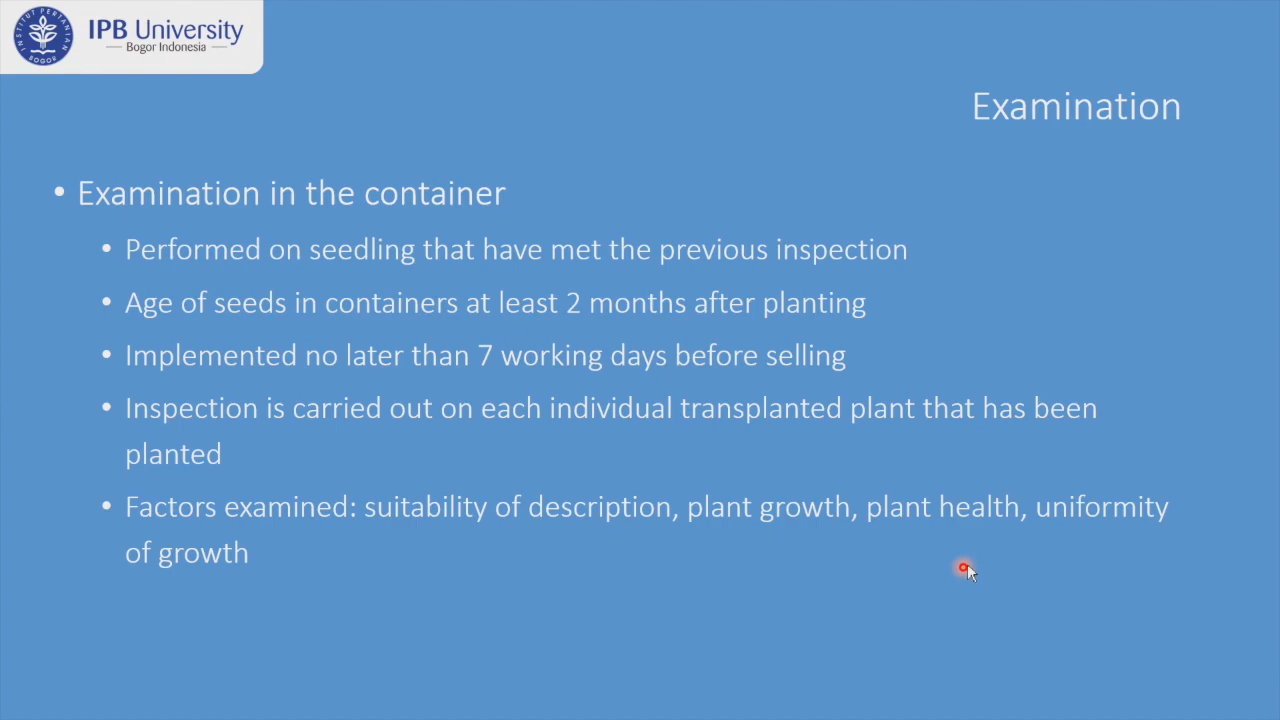 INSTITUT PERTANIAN
BOGOR
IPB University
Bogor Indonesia
Examination
• Examination in the container
• Performed on seedling that have met the previous inspection
• Age of seeds in containers at least 2 months after planting
• Implemented no later than 7 working days before selling
• Inspection is carried out on each individual transplanted plant that has been
planted
• Factors examined: suitability of description, plant growth, plant health, uniformity
of growth